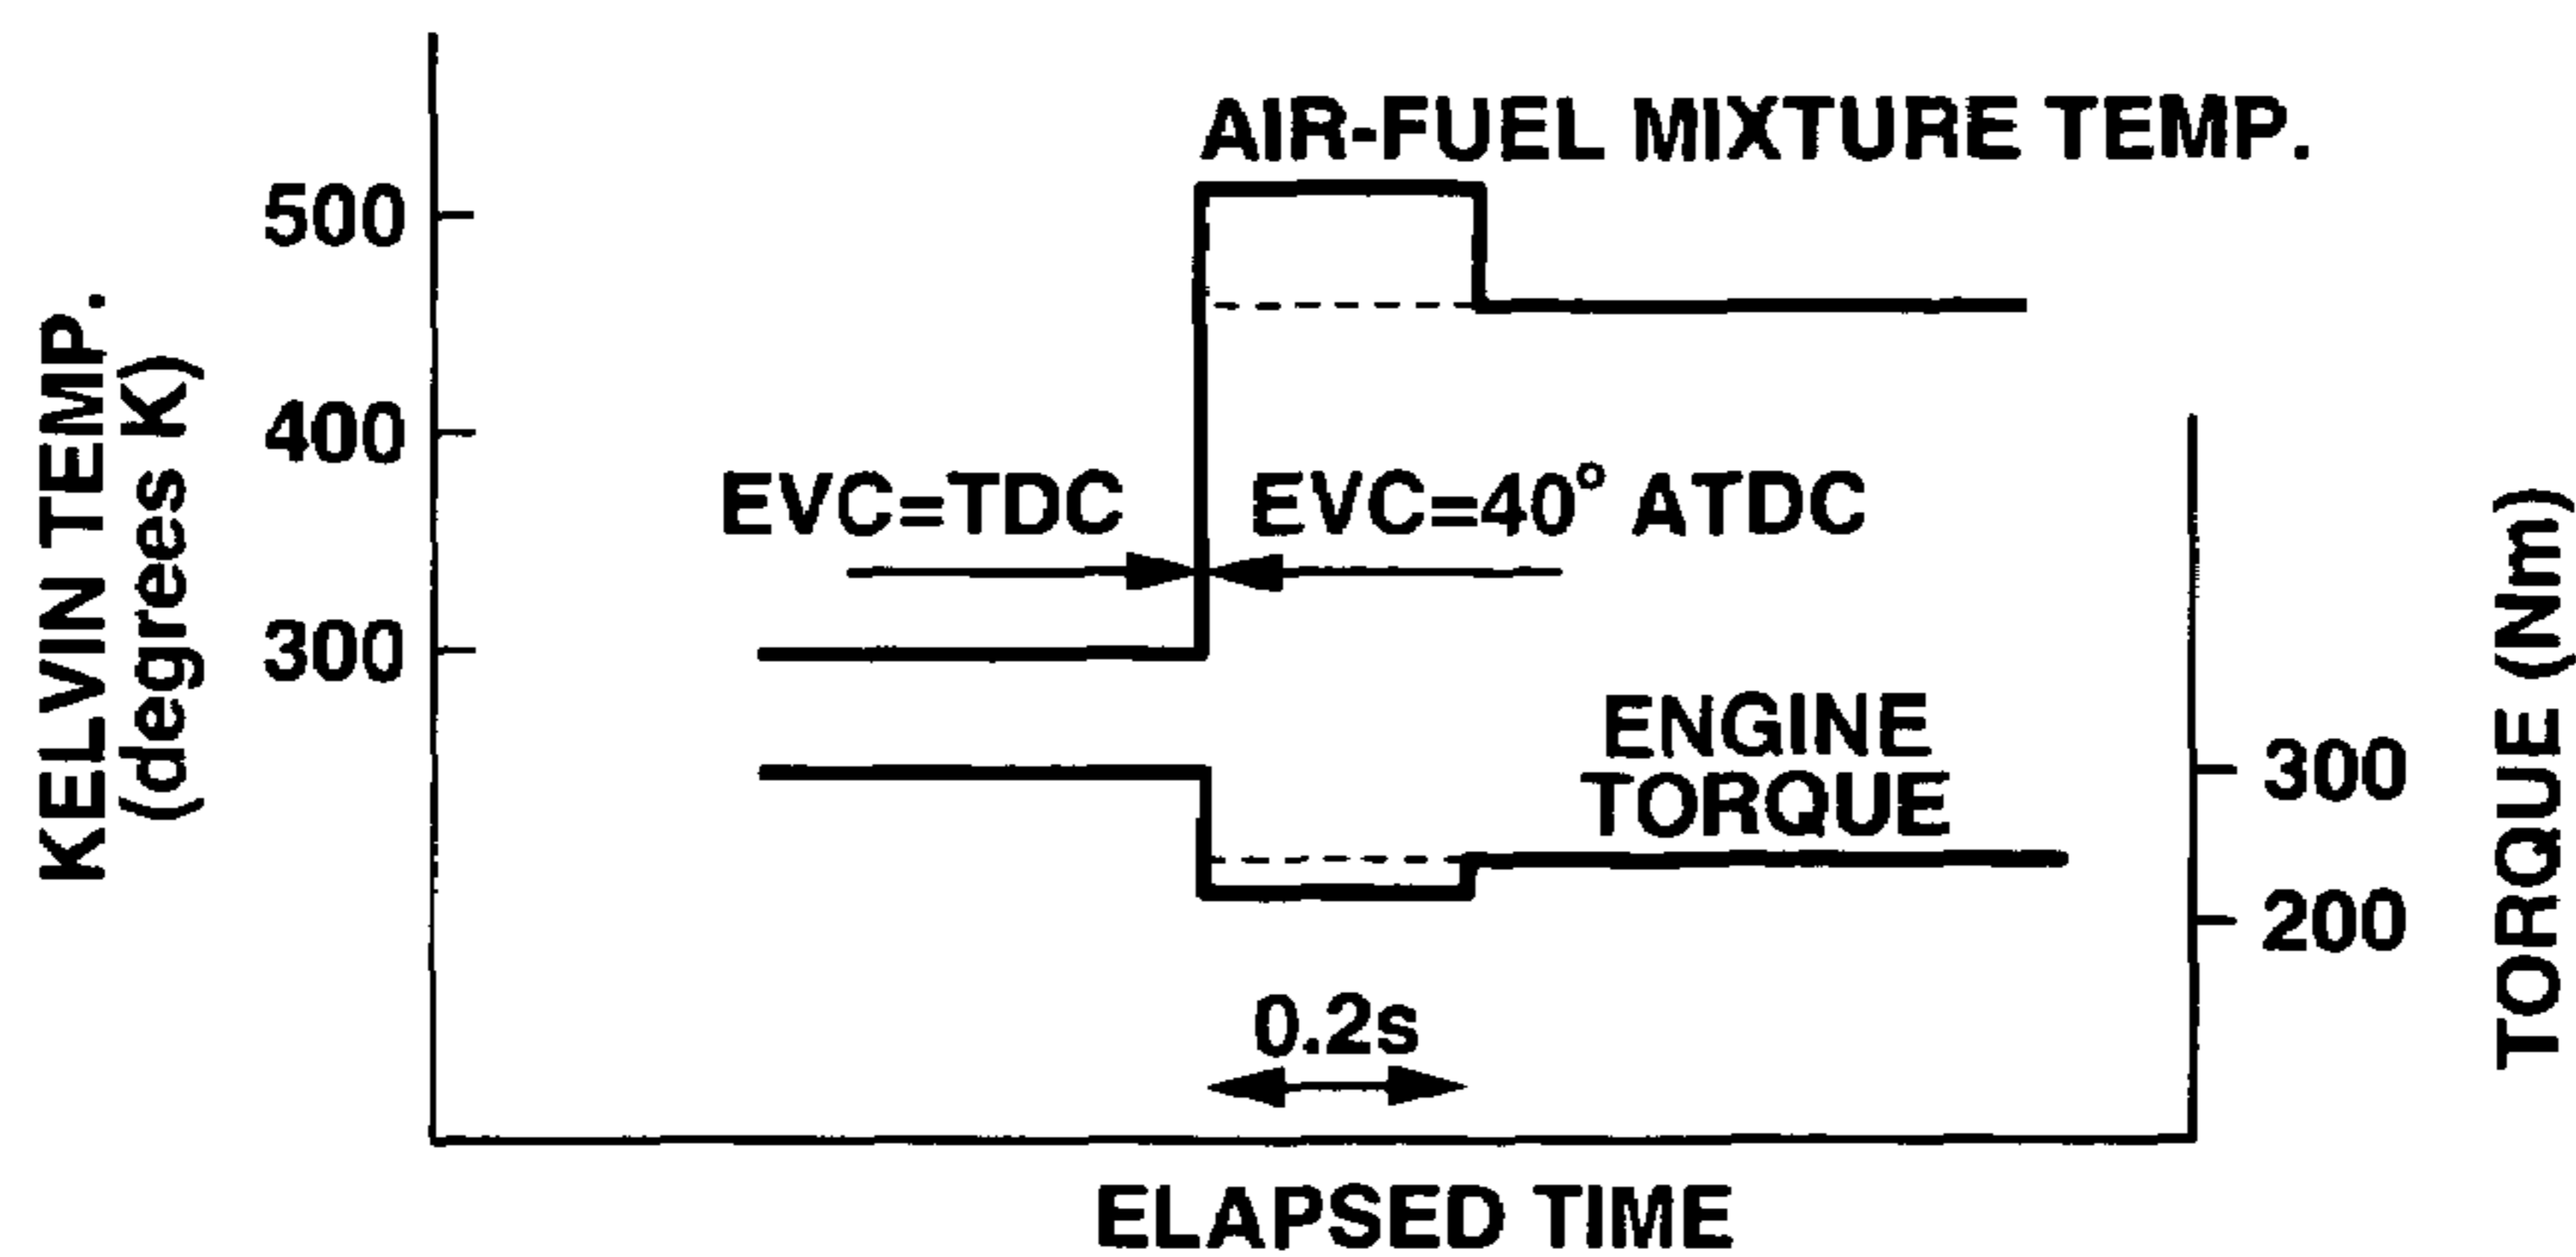 AIR-FUEL MIXTURE TEMP.
500
400
300
KELVIN TEMP.
(degrees K)
EVC=TDC
EVC=40° ATDC
ENGINE
TORQUE
300
200
TORQUE (Nm)
0.2s
ELAPSED TIME